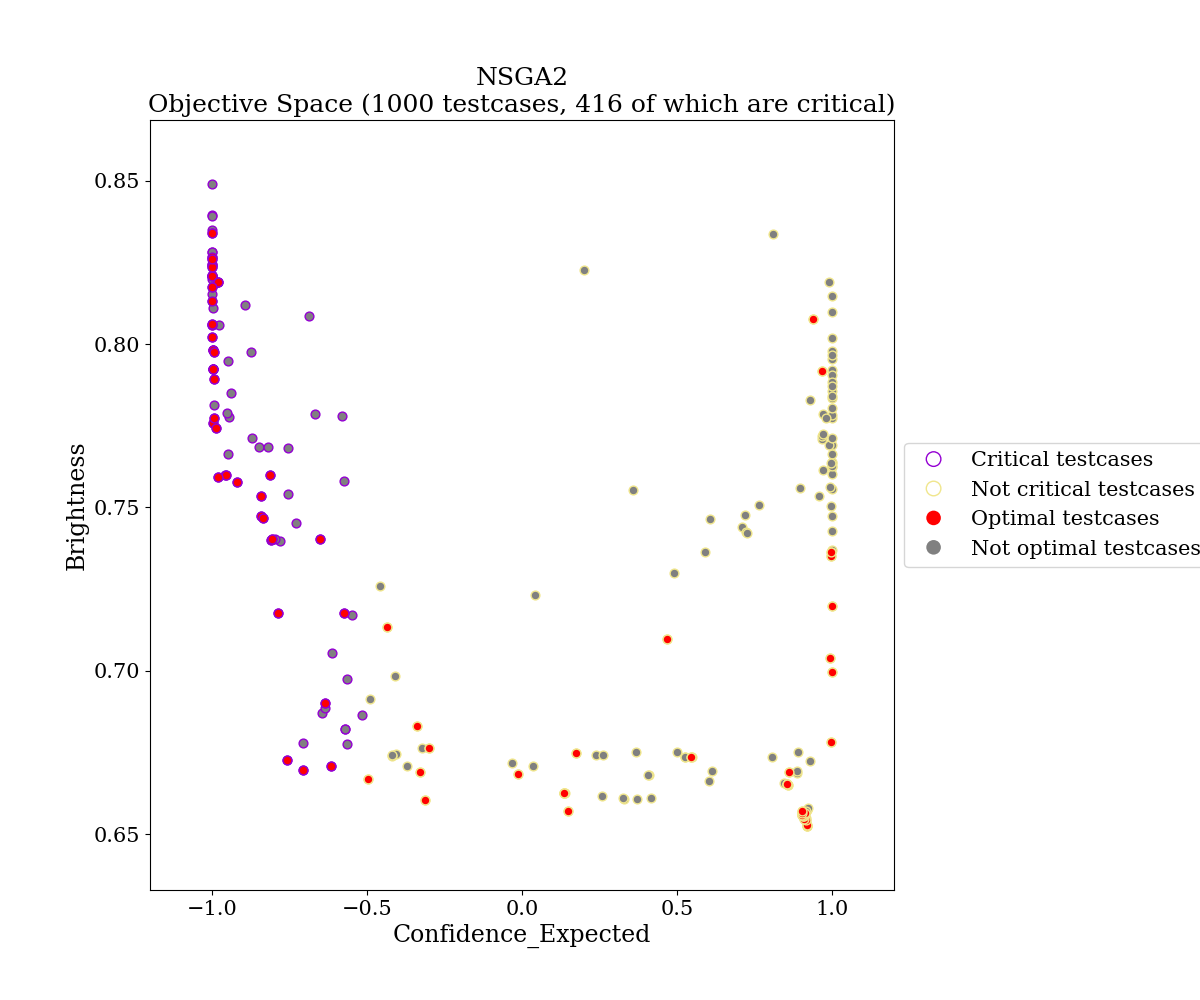 NSGA2
Objective Space (1000 testcases, 416 of which are critical)
0.85
0.80
0.75
0.70
0.65
Brightness
−1.0
−0.5
0.0
0.5
1.0
Confidence_Expected
Critical testcases
Not critical testcases
Optimal testcases
Not optimal testcases